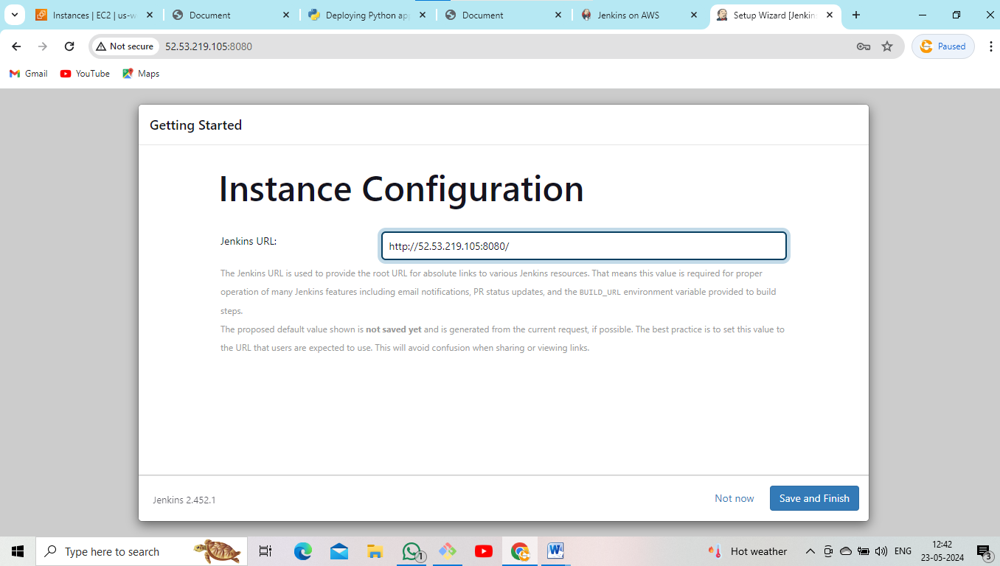 Instances | EC2 | us-w
Document
Deploying Python ap
Document
Jenkins on AWS
Setup Wizard [Jenkin
Not secure
52.53.219.105:8080
Paused
Gmail
YouTube
Maps
Getting Started
Instance Configuration
Jenkins URL:
http://52.53.219.105:8080/
The Jenkins URL is used to provide the root URL for absolute links to various Jenkins resources. That means this value is required for proper
operation of many Jenkins features including email notifications, PR status updates, and the BUILD_URL environment variable provided to build
steps.
The proposed default value shown is not saved yet and is generated from the current request, if possible. The best practice is to set this value to
the URL that users are expected to use. This will avoid confusion when sharing or viewing links.
Jenkins 2.452.1
Not now
Save and Finish
Type here to search
1
W
Hot weather
ENG
12:42
23-05-2024
3